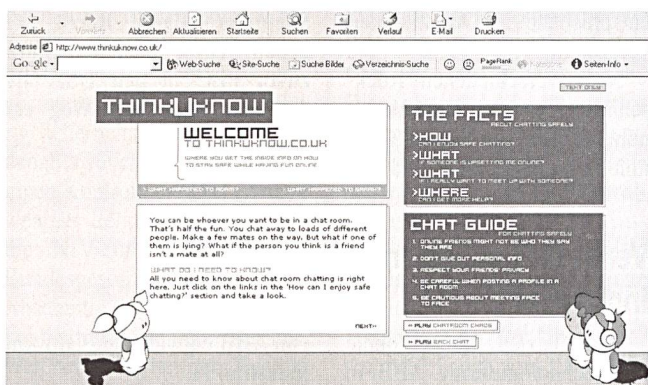 Zurück
Vorwärts
Abbrechen
Aktualisieren
Startseite
Suchen
Favoriten
Verlauf
E-Mail
Drucken
Adresse http://www.thinkuknow.co.uk/
Google
Web-Suche
Site-Suche
Suche Bilder
Verzeichnis-Suche
PageRank
Seiten-Info
TEXT ONLY
THINKUKNOW
WELCOME
TO THINKUKNOW.CO.UK
WHERE YOU GET THE INSIDE INFO ON HOW
TO STAY SAFE WHILE HAVING FUN ONLINE
> WHAT HAPPENED TO ADAM?
> WHAT HAPPENED TO
You can be whoever you want to be in a chat room.
That's half the fun. You chat away to loads of different
people. Make a few mates on the way. But what if one of
them is lying? What if the person you think is a friend
isn't a mate at all?
WHAT DO I NEED TO KNOW?
All you need to know about chat room chatting is right
here. Just click on the links in the 'How can I enjoy safe
chatting?' section and take a look.
NEXT»
THE FACTS
ABOUT CHATTING SAFELY
>HOW
CAN I ENJOY SAFE CHATTING?
>WHAT
IF SOMEONE IS UPSETTING ME ONLINE?
>WHAT
IF I REALLY WANT TO MEET UP WITH SOMEONE?
>WHERE
CAN I GET MORE HELP?
CHAT GUIDE
FOR CHATTING SAFELY
1. ONLINE FRIENDS MIGHT NOT BE WHO THEY SAY
THEY ARE
2. DON'T GIVE OUT PERSONAL INFO
3. RESPECT YOUR FRIENDS' PRIVACY
4. BE CAREFUL WHEN POSTING A PROFILE IN A
CHAT ROOM
5. BE CAUTIOUS ABOUT MEETING FACE
TO FACE
» PLAY CHATROOM CHAOS
» PLAY BACK CHAT